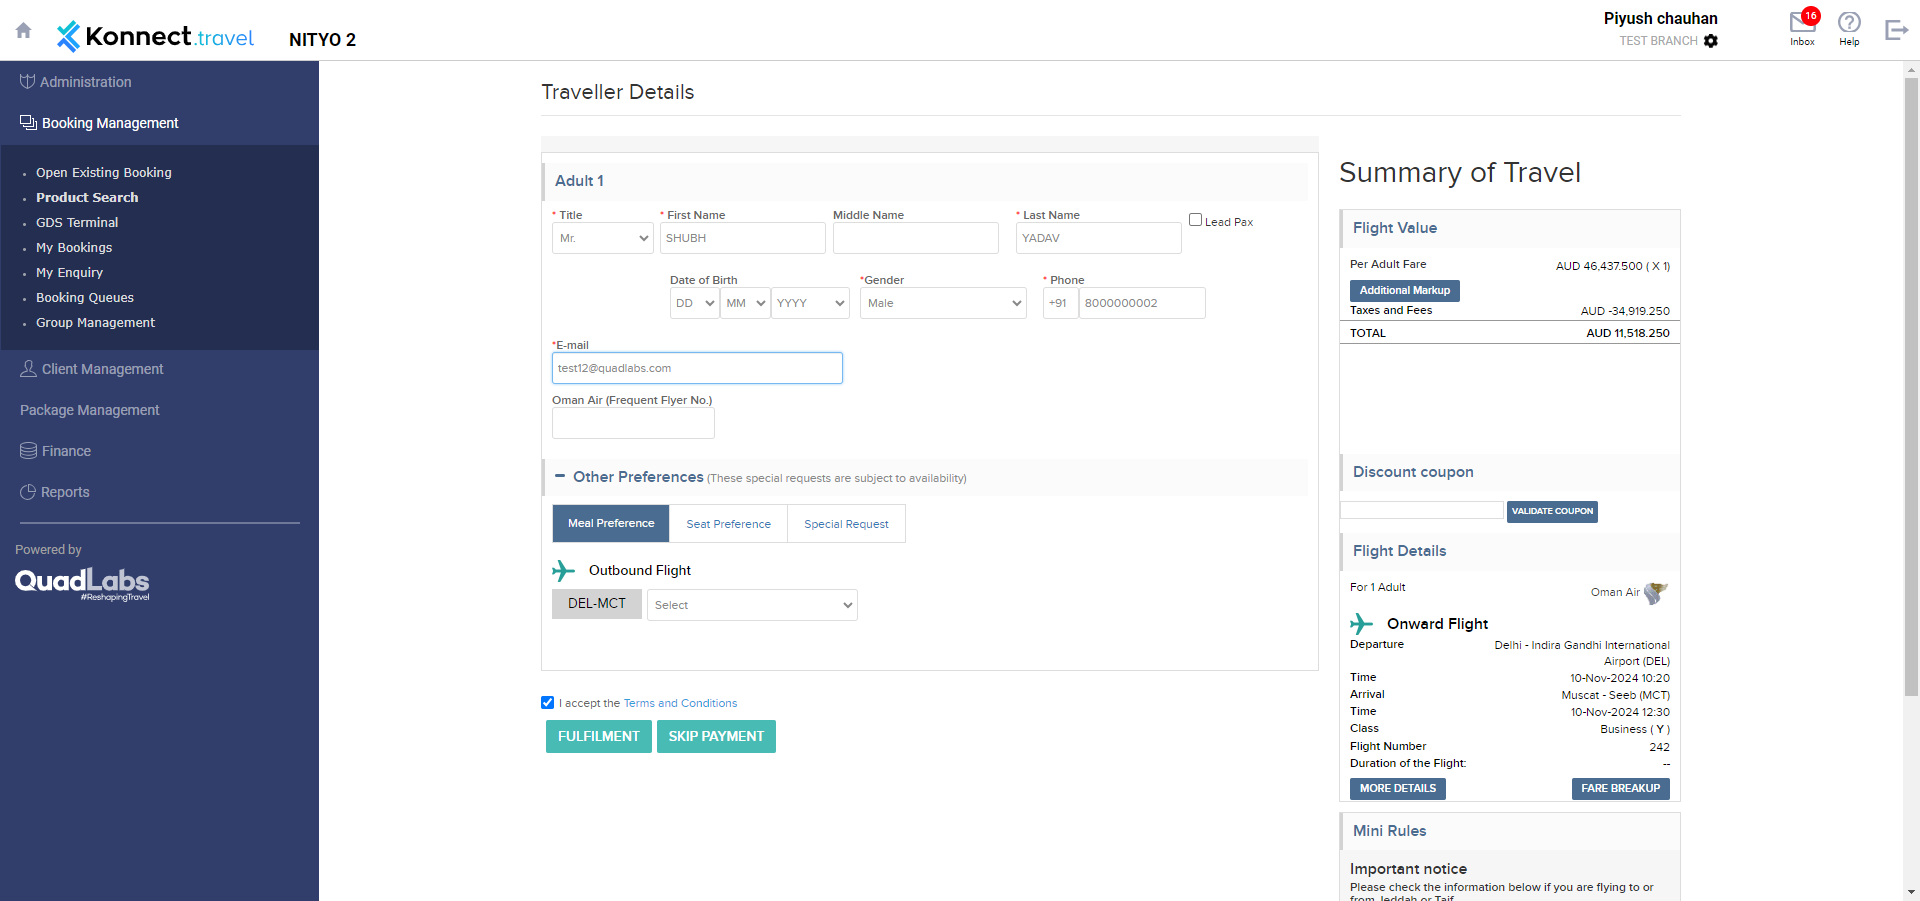 Konnect.travel
NITYO 2
Piyush chauhan
TEST BRANCH
16
Inbox
Help
Administration
Booking Management
Open Existing Booking
Product Search
GDS Terminal
My Bookings
My Enquiry
Booking Queues
Group Management
Client Management
Package Management
Finance
Reports
Powered by
QuadLabs
#ReshapingTravel
Traveller Details
Adult 1
* Title
* First Name
Middle Name
* Last Name
Lead Pax
Mr.
SHUBH
YADAV
Date of Birth
*Gender
* Phone
DD
MM
YYYY
Male
+91
8000000002
*E-mail
test12@quadlabs.com
Oman Air (Frequent Flyer No.)
Other Preferences (These special requests are subject to availability)
Meal Preference
Seat Preference
Special Request
Outbound Flight
DEL-MCT
Select
I accept the Terms and Conditions
FULFILMENT
SKIP PAYMENT
Summary of Travel
Flight Value
Per Adult Fare
AUD 46,437.500 ( X 1)
Additional Markup
Taxes and Fees
AUD -34,919.250
TOTAL
AUD 11,518.250
Discount coupon
VALIDATE COUPON
Flight Details
For 1 Adult
Oman Air
Onward Flight
Departure
Delhi - Indira Gandhi International
Airport (DEL)
Time
10-Nov-2024 10:20
Arrival
Muscat - Seeb (MCT)
Time
10-Nov-2024 12:30
Class
Business ( Y )
Flight Number
242
Duration of the Flight:
--
MORE DETAILS
FARE BREAKUP
Mini Rules
Important notice
Please check the information below if you are flying to or
from Jeddah or Taif